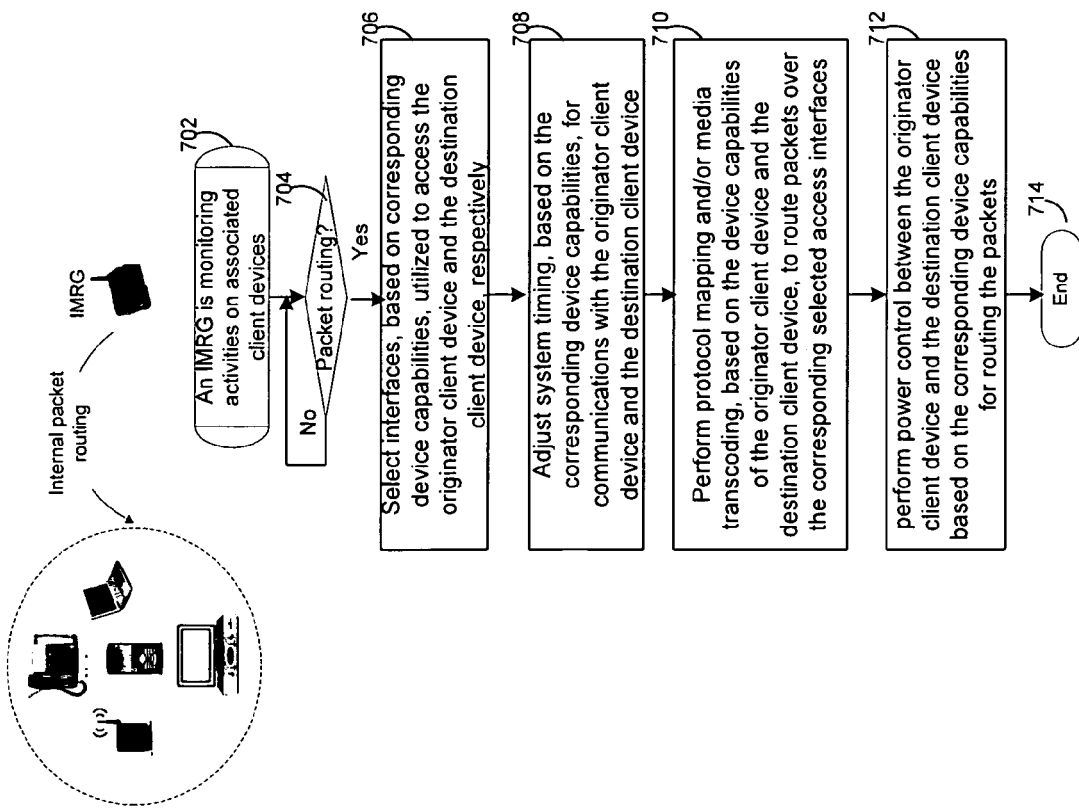 Internal packet
routing
IMRG
702
An IMRG is monitoring
activities on associated
client devices
704
Packet routing?
No
Yes
706
Select interfaces, based on corresponding
device capabilities, utilized to access the
originator client device and the destination
client device, respectively
708
Adjust system timing, based on the
corresponding device capabilities, for
communications with the originator client
device and the destination client device
710
Perform protocol mapping and/or media
transcoding, based on the device capabilities
of the originator client device and the
destination client device, to route packets over
the corresponding selected access interfaces
712
perform power control between the originator
client device and the destination client device
based on the corresponding device capabilities
for routing the packets
714
End